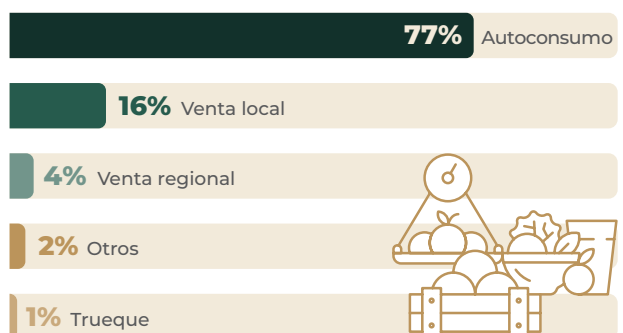 77% Autoconsumo
16% Venta local
4% Venta regional
2% Otros
1% Trueque